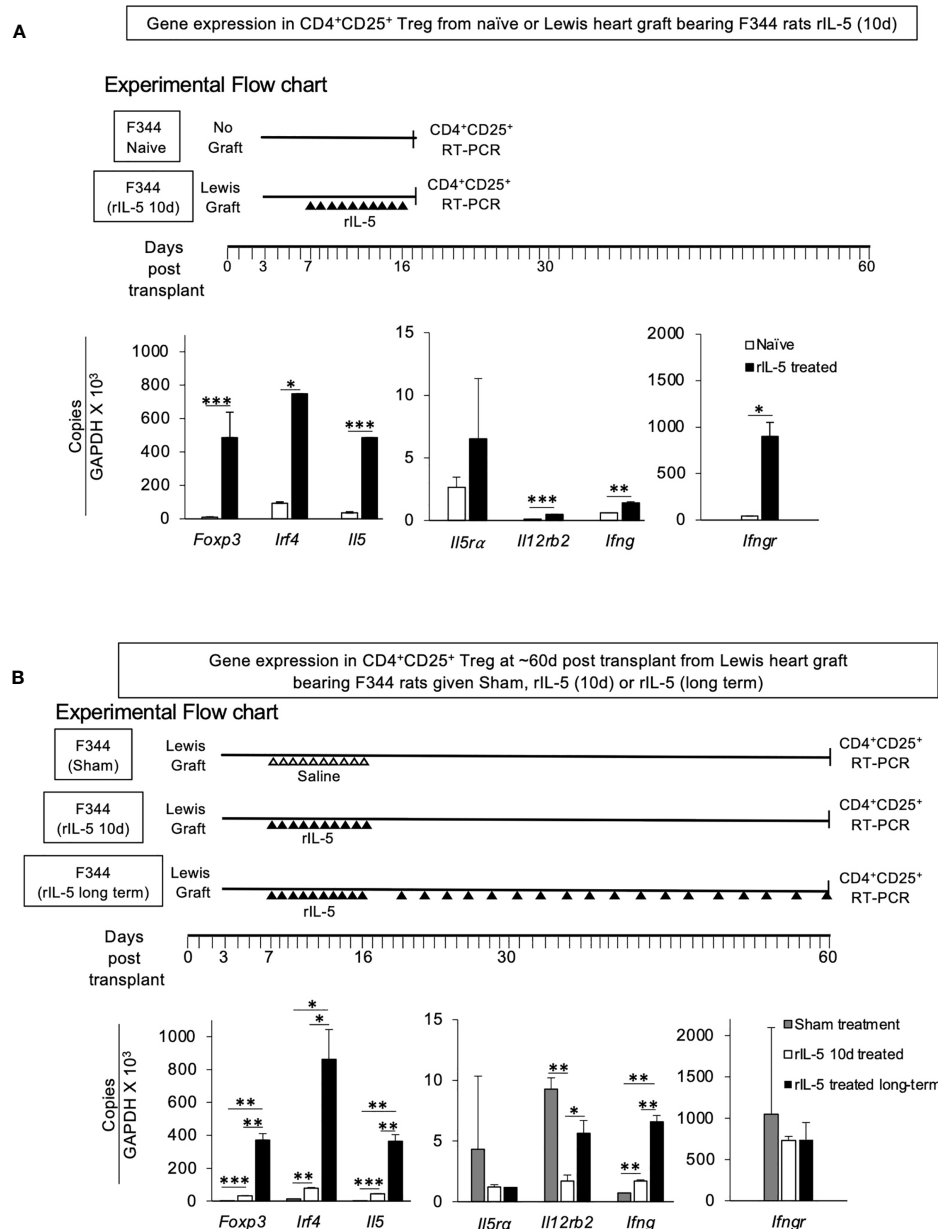 A
Gene expression in CD4⁺CD25⁺ Treg from naïve or Lewis heart graft bearing F344 rats rIL-5 (10d)
Experimental Flow chart
F344
Naive
No
Graft
CD4⁺CD25⁺
RT-PCR
F344
(rIL-5 10d)
Lewis
Graft
rIL-5
CD4⁺CD25⁺
RT-PCR
Days
post
transplant
0 3 7 16 30 60
Copies
GAPDH X 10³
1000
800
600
400
200
0
*** * ***
Foxp3 Irf4 Il5
15
10
5
0
*** **
Il5rα Il12rb2 Ifng
2000
1500
1000
500
0
Naïve
rIL-5 treated
*
Ifngr
B
Gene expression in CD4⁺CD25⁺ Treg at ~60d post transplant from Lewis heart graft
bearing F344 rats given Sham, rIL-5 (10d) or rIL-5 (long term)
Experimental Flow chart
F344
(Sham)
Lewis
Graft
Saline
CD4⁺CD25⁺
RT-PCR
F344
(rIL-5 10d)
Lewis
Graft
rIL-5
CD4⁺CD25⁺
RT-PCR
F344
(rIL-5 long term)
Lewis
Graft
rIL-5
CD4⁺CD25⁺
RT-PCR
Days
post
transplant
0 3 7 16 30 60
Copies
GAPDH X 10³
1000
800
600
400
200
0
** ** ***
* * **
** ** ***
Foxp3 Irf4 Il5
15
10
5
0
** *
** ** **
Il5rα Il12rb2 Ifng
2000
1500
1000
500
0
Sham treatment
rIL-5 10d treated
rIL-5 treated long-term
Ifngr